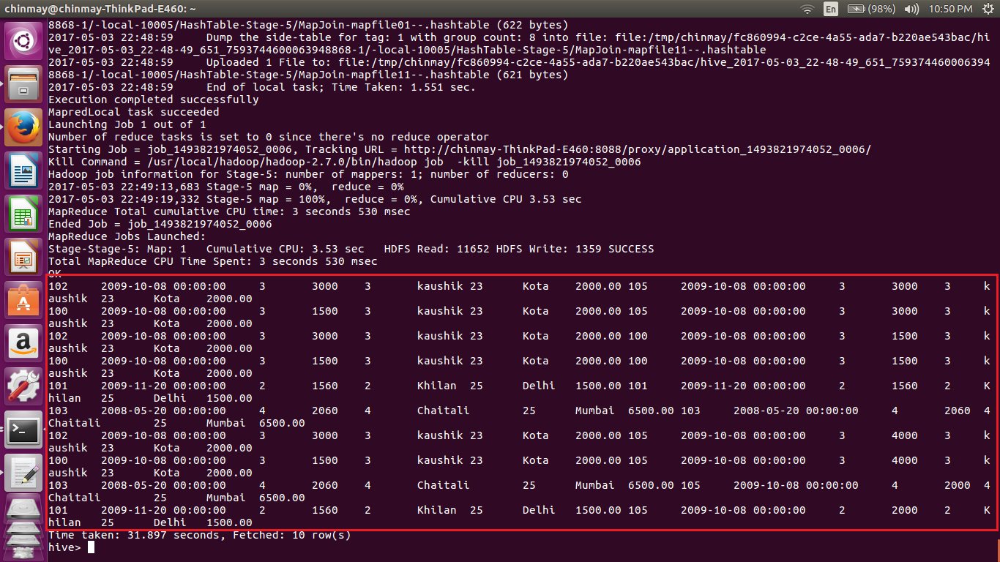 chinmay@chinmay-ThinkPad-E460: ~
En
(98%)
10:50 PM
8868-1/-local-10005/HashTable-Stage-5/MapJoin-mapfile01--.hashtable (622 bytes)
2017-05-03 22:48:59	Dump the side-table for tag: 1 with group count: 8 into file: file:/tmp/chinmay/fc860994-c2ce-4a55-ada7-b220ae543bac/hi
ve_2017-05-03_22-48-49_651_7593744600063948868-1/-local-10005/HashTable-Stage-5/MapJoin-mapfile11--.hashtable
2017-05-03 22:48:59	Uploaded 1 File to: file:/tmp/chinmay/fc860994-c2ce-4a55-ada7-b220ae543bac/hive_2017-05-03_22-48-49_651_759374460006394
8868-1/-local-10005/HashTable-Stage-5/MapJoin-mapfile11--.hashtable (621 bytes)
2017-05-03 22:48:59	End of local task; Time Taken: 1.551 sec.
Execution completed successfully
MapredLocal task succeeded
Launching Job 1 out of 1
Number of reduce tasks is set to 0 since there's no reduce operator
Starting Job = job_1493821974052_0006, Tracking URL = http://chinmay-ThinkPad-E460:8088/proxy/application_1493821974052_0006/
Kill Command = /usr/local/hadoop/hadoop-2.7.0/bin/hadoop job  -kill job_1493821974052_0006
Hadoop job information for Stage-5: number of mappers: 1; number of reducers: 0
2017-05-03 22:49:13,683 Stage-5 map = 0%,  reduce = 0%
2017-05-03 22:49:19,332 Stage-5 map = 100%,  reduce = 0%, Cumulative CPU 3.53 sec
MapReduce Total cumulative CPU time: 3 seconds 530 msec
Ended Job = job_1493821974052_0006
MapReduce Jobs Launched:
Stage-Stage-5: Map: 1   Cumulative CPU: 3.53 sec   HDFS Read: 11652 HDFS Write: 1359 SUCCESS
Total MapReduce CPU Time Spent: 3 seconds 530 msec
OK
102	2009-10-08 00:00:00	3	3000	3	kaushik	23	Kota	2000.00	105	2009-10-08 00:00:00	3	3000	3	k
aushik	23	Kota	2000.00
100	2009-10-08 00:00:00	3	1500	3	kaushik	23	Kota	2000.00	105	2009-10-08 00:00:00	3	3000	3	k
aushik	23	Kota	2000.00
102	2009-10-08 00:00:00	3	3000	3	kaushik	23	Kota	2000.00	100	2009-10-08 00:00:00	3	1500	3	k
aushik	23	Kota	2000.00
100	2009-10-08 00:00:00	3	1500	3	kaushik	23	Kota	2000.00	100	2009-10-08 00:00:00	3	1500	3	k
aushik	23	Kota	2000.00
101	2009-11-20 00:00:00	2	1560	2	Khilan	25	Delhi	1500.00	101	2009-11-20 00:00:00	2	1560	2	K
hilan	25	Delhi	1500.00
103	2008-05-20 00:00:00	4	2060	4	Chaitali	25	Mumbai	6500.00	103	2008-05-20 00:00:00	4	2060	4
Chaitali	25	Mumbai	6500.00
102	2009-10-08 00:00:00	3	3000	3	kaushik	23	Kota	2000.00	105	2009-10-08 00:00:00	3	4000	3	k
aushik	23	Kota	2000.00
100	2009-10-08 00:00:00	3	1500	3	kaushik	23	Kota	2000.00	105	2009-10-08 00:00:00	3	4000	3	k
aushik	23	Kota	2000.00
103	2008-05-20 00:00:00	4	2060	4	Chaitali	25	Mumbai	6500.00	105	2009-10-08 00:00:00	4	2000	4
Chaitali	25	Mumbai	6500.00
101	2009-11-20 00:00:00	2	1560	2	Khilan	25	Delhi	1500.00	105	2009-10-08 00:00:00	2	2000	2	K
hilan	25	Delhi	1500.00
Time taken: 31.897 seconds, Fetched: 10 row(s)
hive>